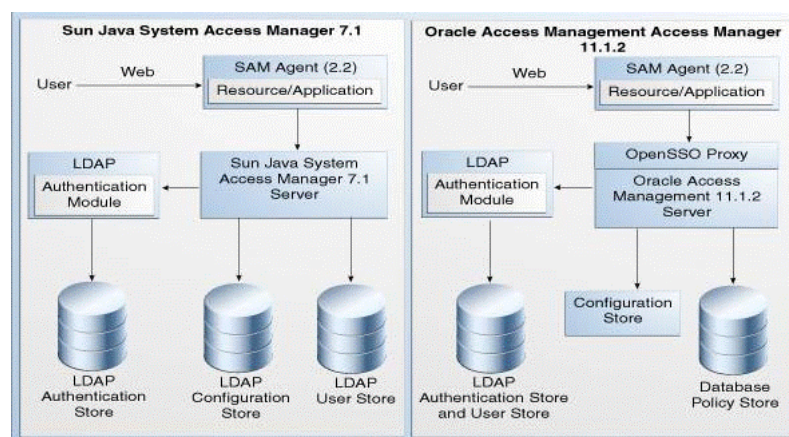 Sun Java System Access Manager 7.1
User
Web
SAM Agent (2.2)
Resource/Application
LDAP
Authentication
Module
Sun Java System
Access Manager 7.1
Server
LDAP
Authentication
Store
LDAP
Configuration
Store
LDAP
User Store
Oracle Access Management Access Manager
11.1.2
User
Web
SAM Agent (2.2)
Resource/Application
LDAP
Authentication
Module
OpenSSO Proxy
Oracle Access
Management 11.1.2
Server
Configuration
Store
LDAP
Authentication Store
and User Store
Database
Policy Store